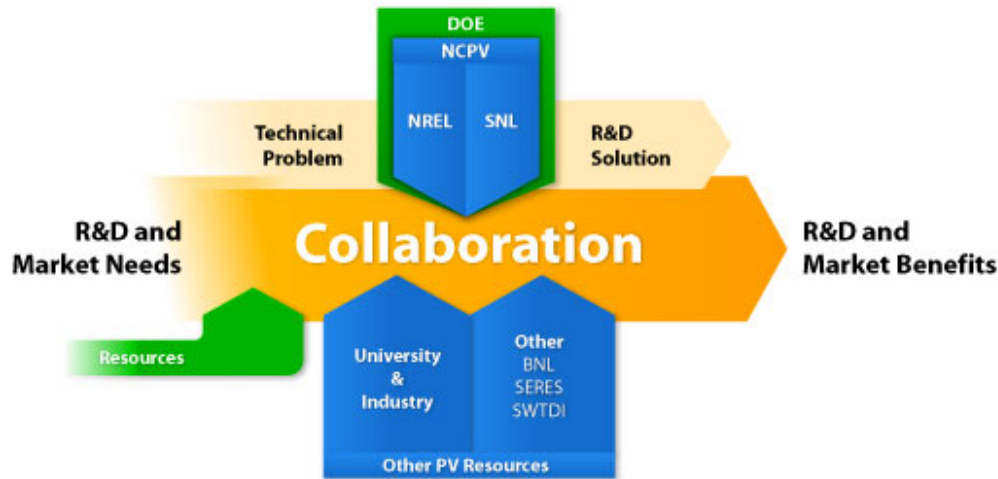 DOE
NCPV
NREL
SNL
Technical
Problem
R&D
Solution
R&D and
Market Needs
Collaboration
R&D and
Market Benefits
Resources
University
&
Industry
Other
BNL
SERES
SWTDI
Other PV Resources